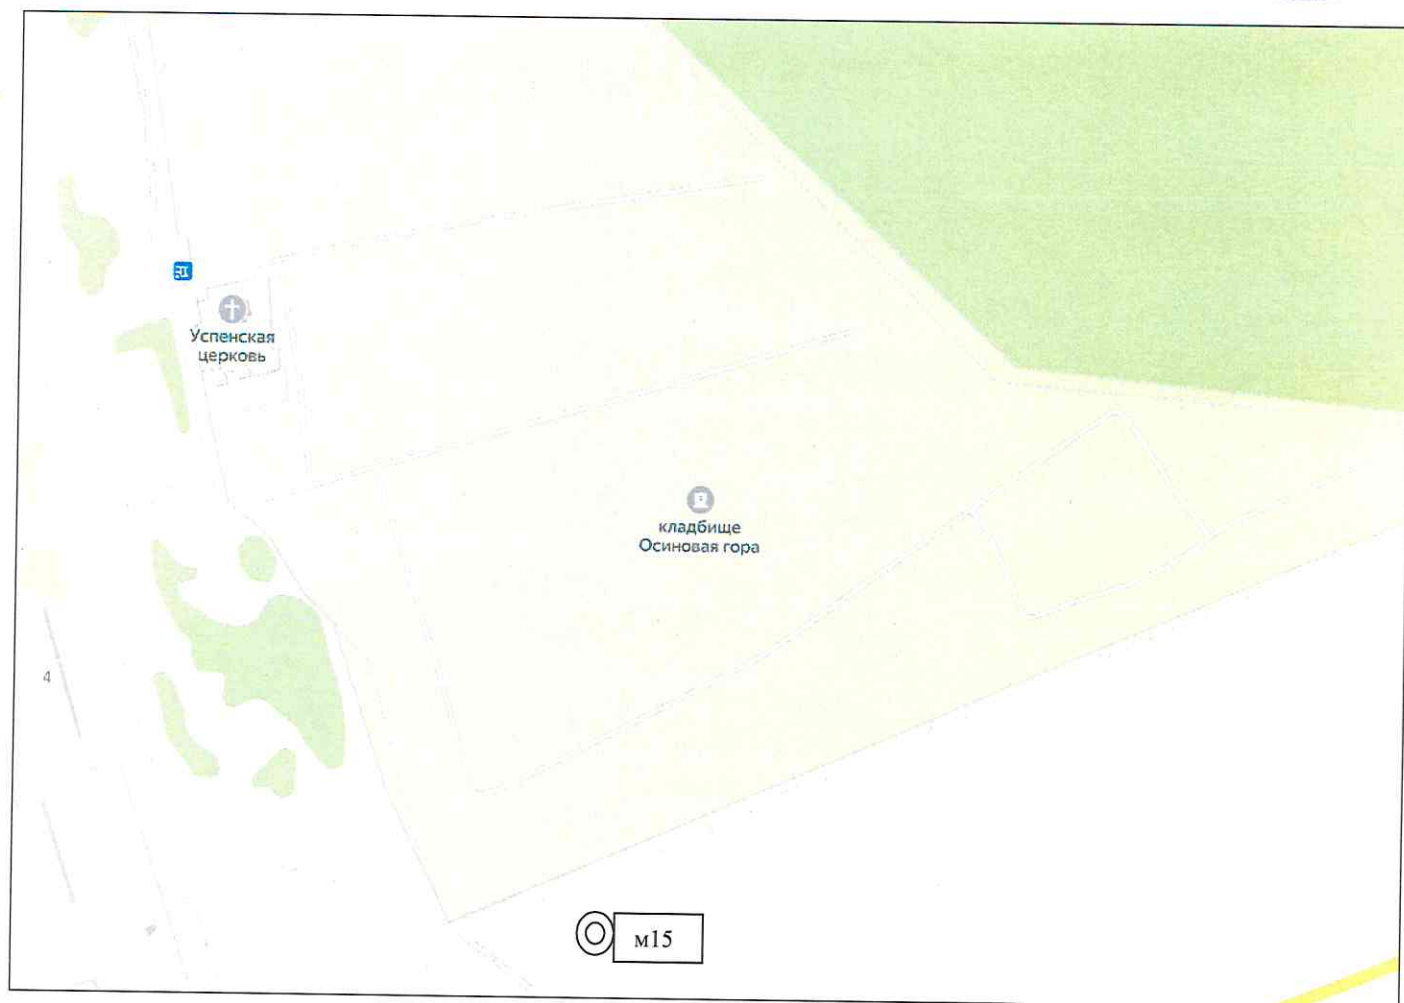 Успенская
церковь
кладбище
Осиновая гора
4
м15